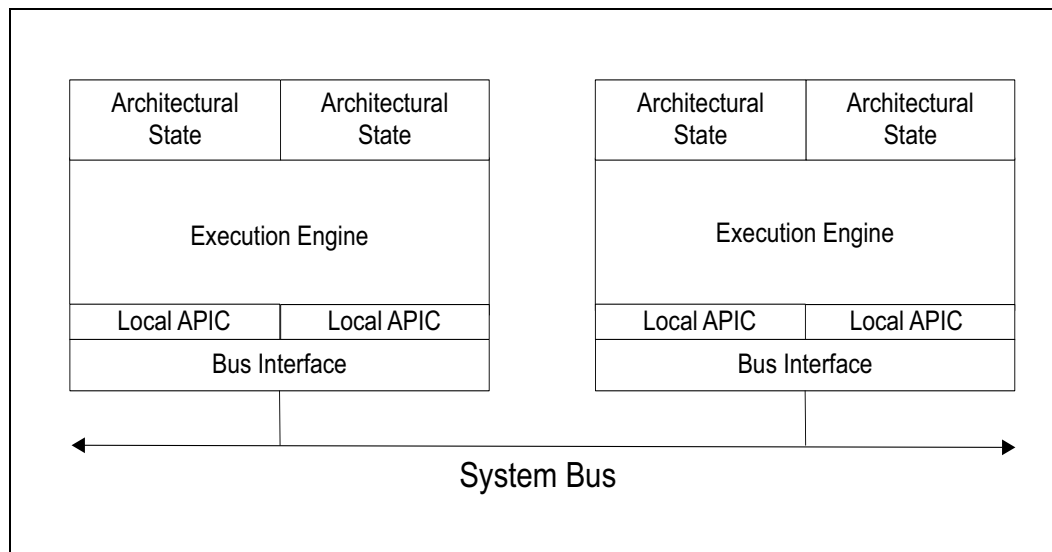 Architectural
State
Architectural
State
Architectural
State
Architectural
State
Execution Engine
Execution Engine
Local APIC
Local APIC
Local APIC
Local APIC
Bus Interface
Bus Interface
System Bus